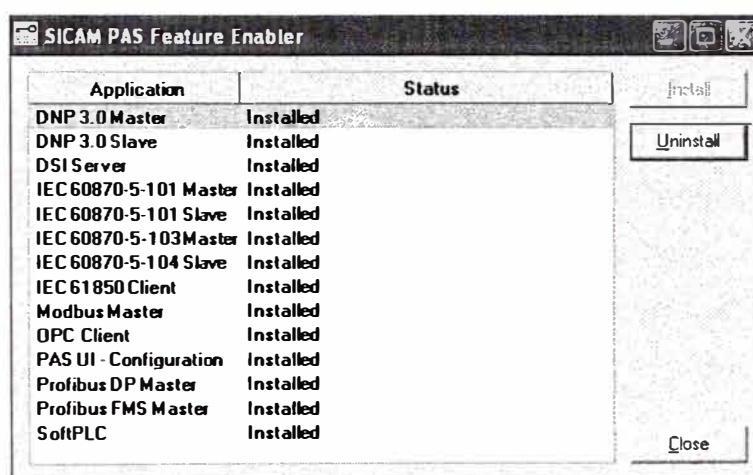 SICAM PAS Feature Enabler
Application Status
Install
DNP 3.0 Master Installed
DNP 3.0 Slave Installed
Uninstall
DSI Server Installed
IEC 60870-5-101 Master Installed
IEC 60870-5-101 Slave Installed
IEC 60870-5-103 Master Installed
IEC 60870-5-104 Slave Installed
IEC 61850 Client Installed
Modbus Master Installed
OPC Client Installed
PAS UI - Configuration Installed
Profibus DP Master Installed
Profibus FMS Master Installed
SoftPLC Installed
Close